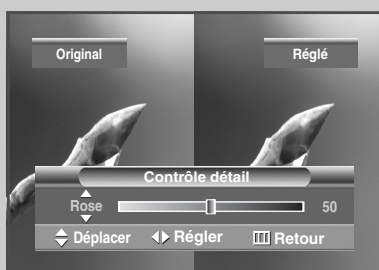 Original Réglé
Contrôle détail
Rose 50
Déplacer Régler Retour